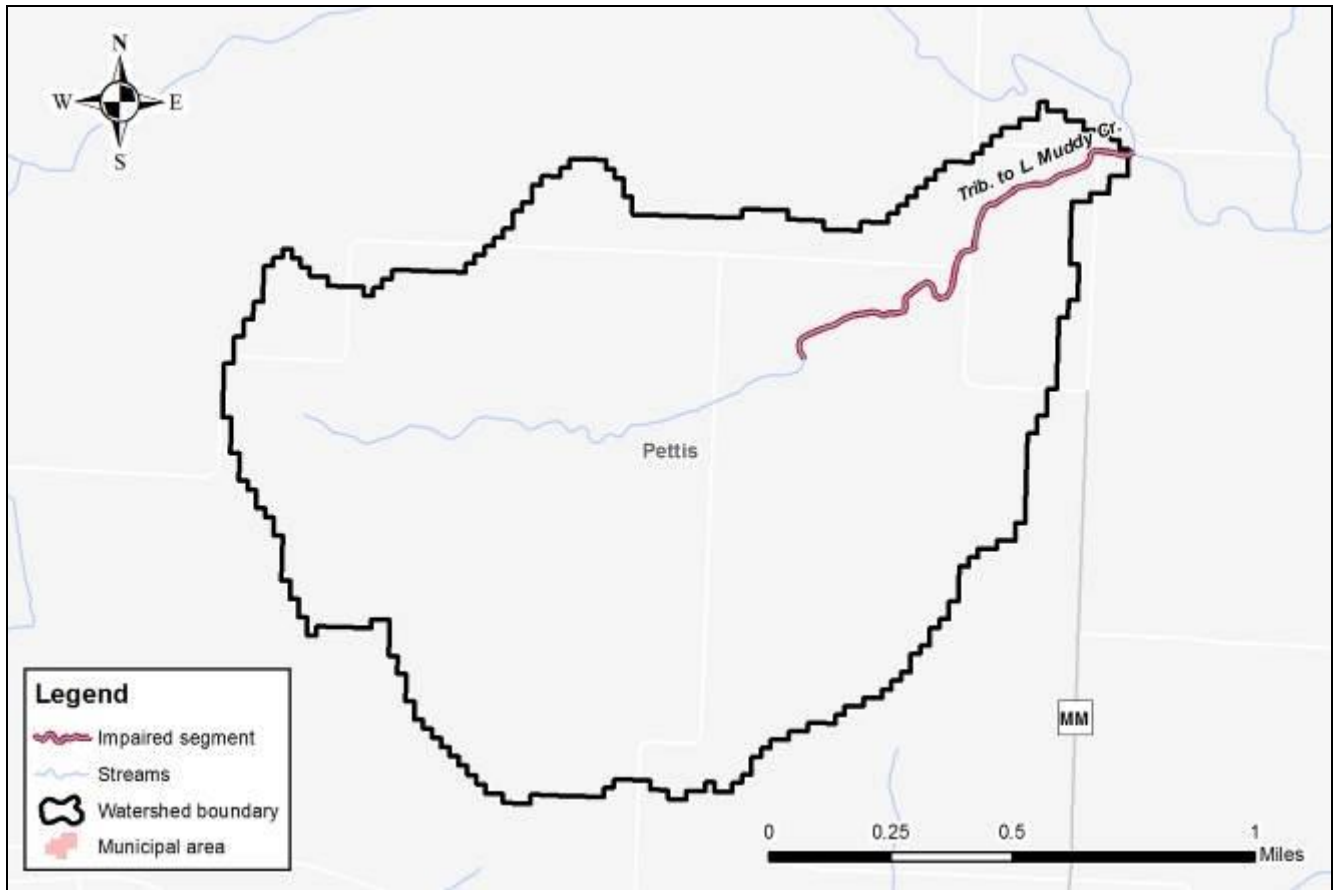 N
W E
S
Trib. to L. Muddy Cr.
Pettis
MM
Legend
Impaired segment
Streams
Watershed boundary
Municipal area
0 0.25 0.5 1
Miles